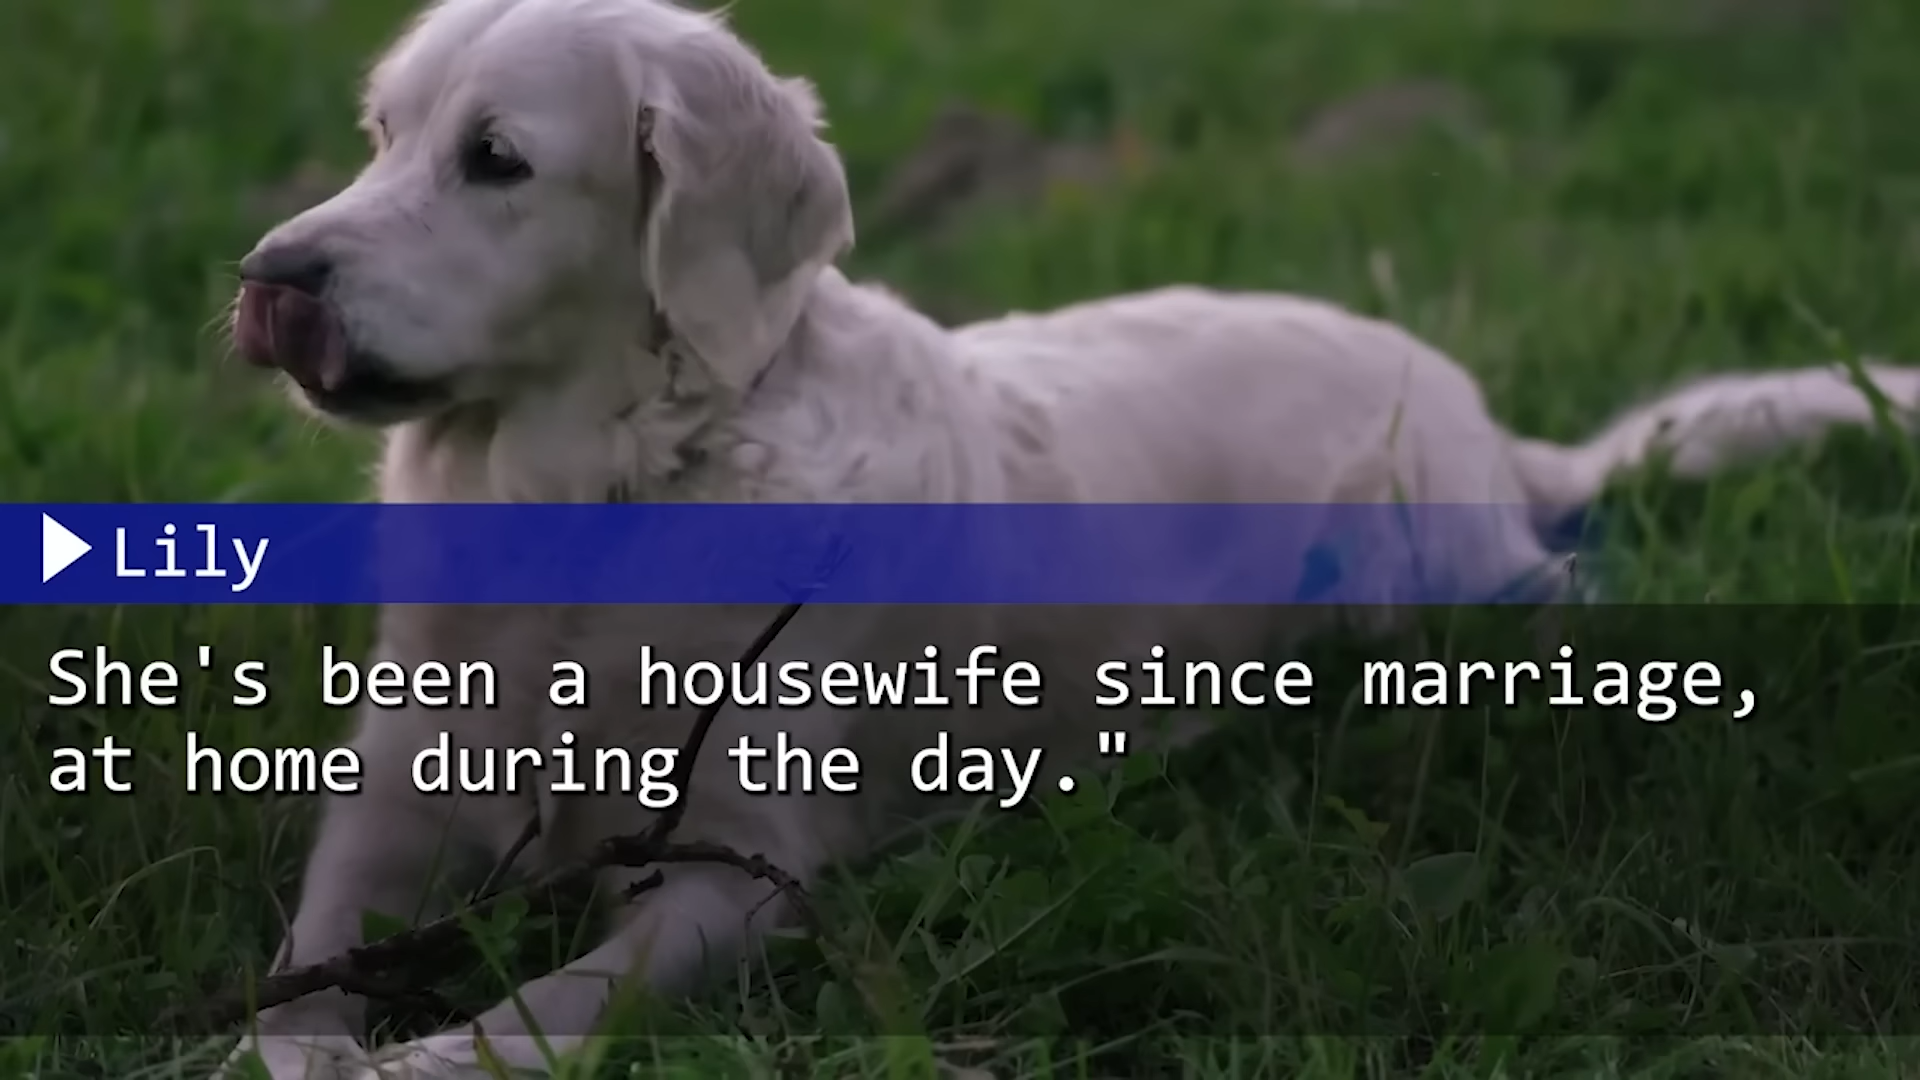 Lily
She's been a housewife since marriage,
at home during the day."